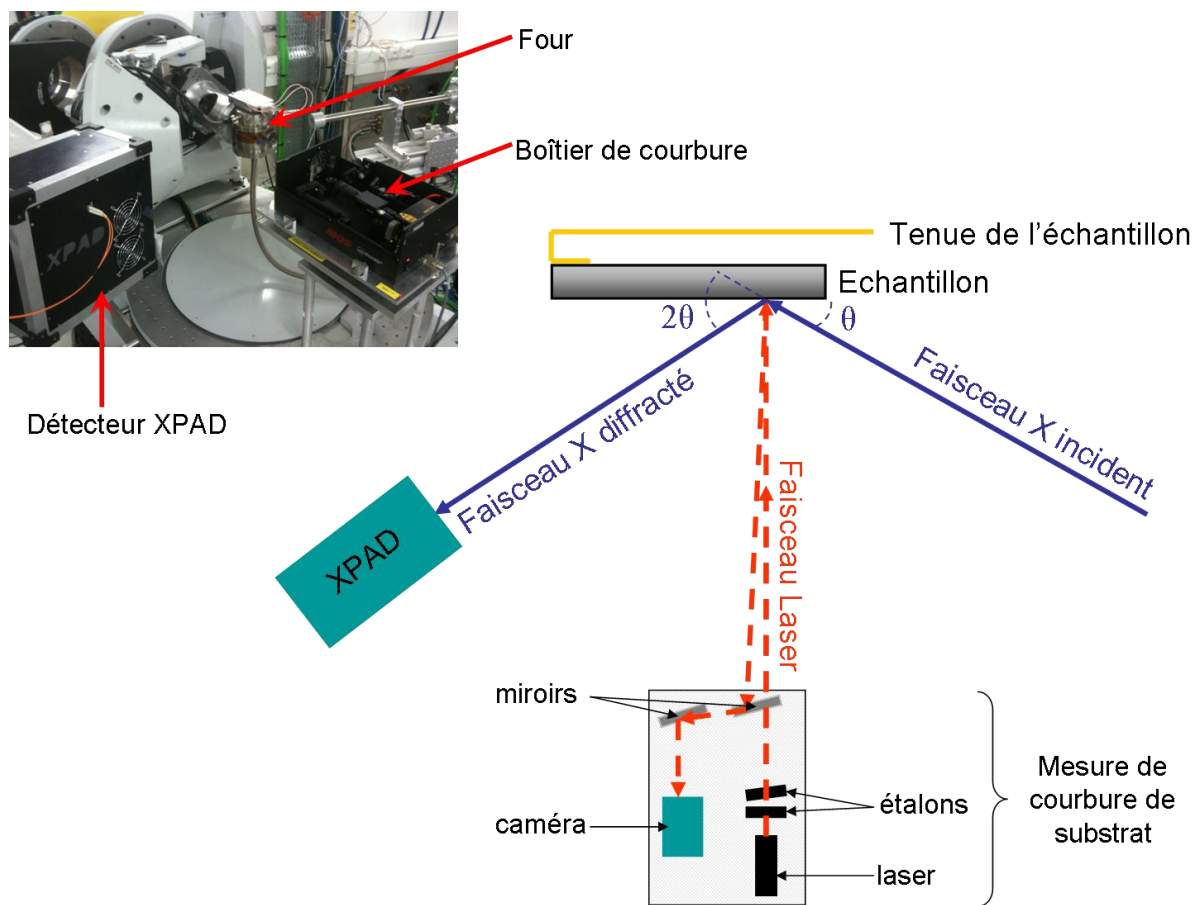 Four
Boîtier de courbure
XPAD
Détecteur XPAD
Tenue de l'échantillon
Echantillon
2θ
θ
Faisceau X diffracté
Faisceau X incident
Faisceau Laser
XPAD
miroirs
étalons
caméra
laser
Mesure de
courbure de
substrat